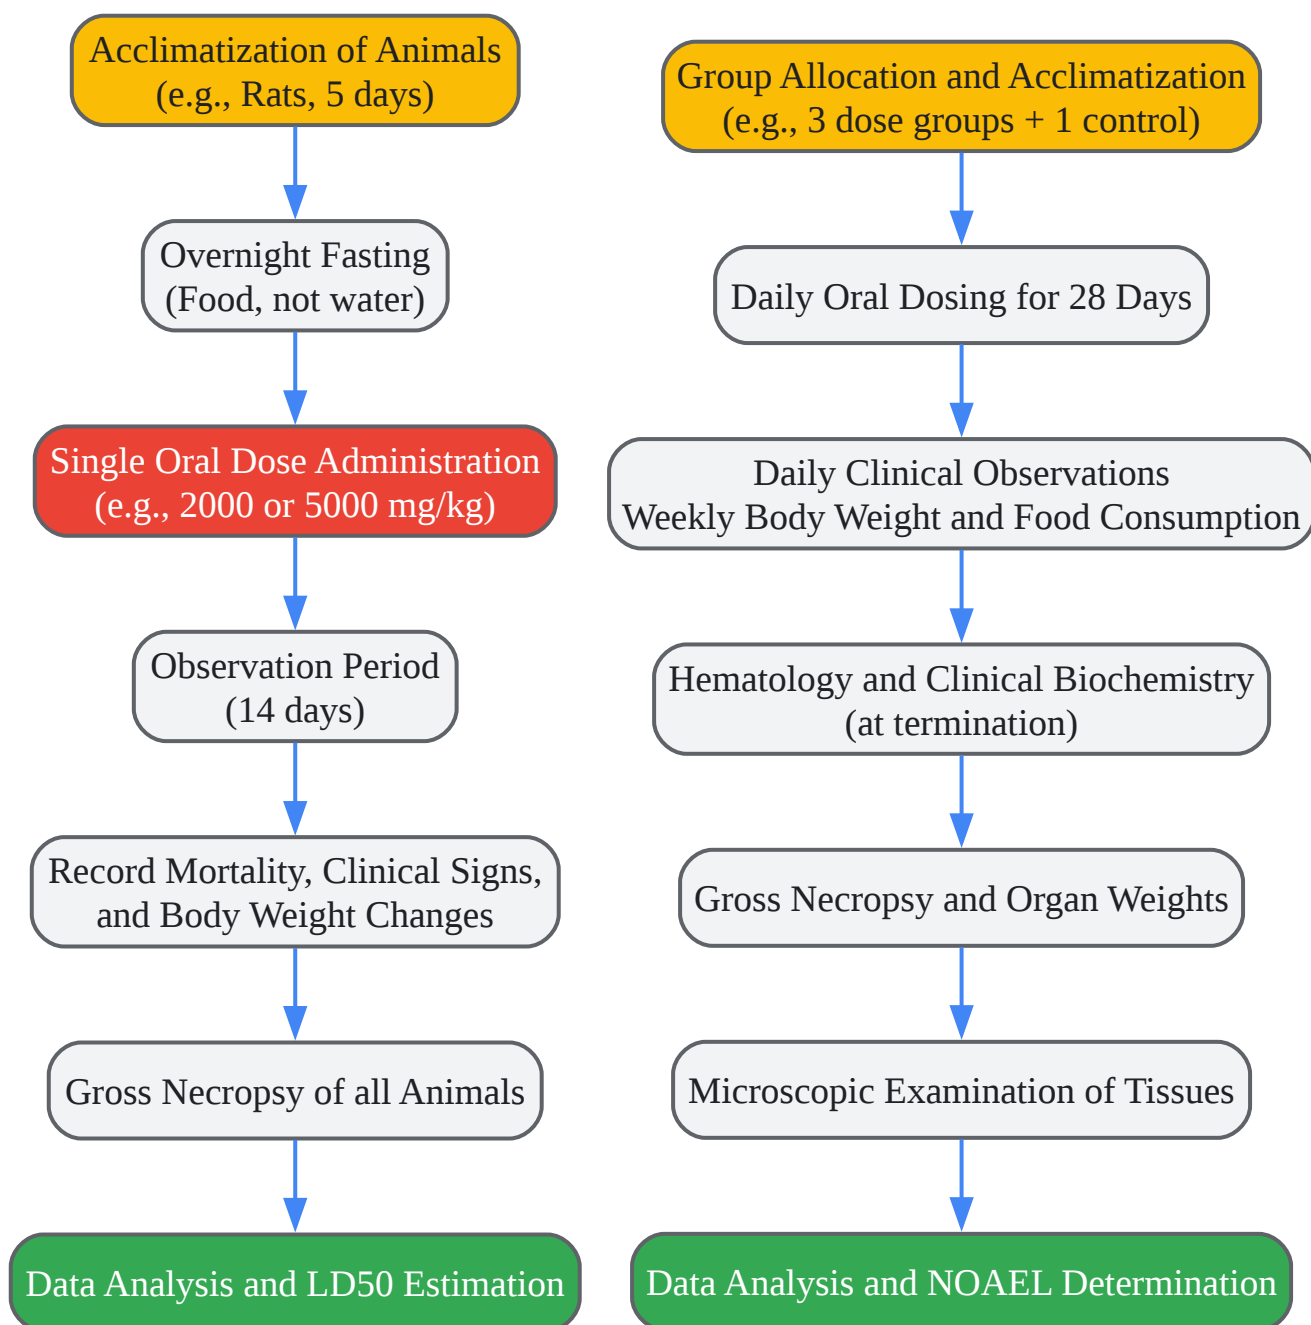 Acclimatization of Animals
(e.g., Rats, 5 days)
Overnight Fasting
(Food, not water)
Single Oral Dose Administration
(e.g., 2000 or 5000 mg/kg)
Observation Period
(14 days)
Record Mortality, Clinical Signs,
and Body Weight Changes
Gross Necropsy of all Animals
Data Analysis and LD50 Estimation
Group Allocation and Acclimatization
(e.g., 3 dose groups + 1 control)
Daily Oral Dosing for 28 Days
Daily Clinical Observations
Weekly Body Weight and Food Consumption
Hematology and Clinical Biochemistry
(at termination)
Gross Necropsy and Organ Weights
Microscopic Examination of Tissues
Data Analysis and NOAEL Determination